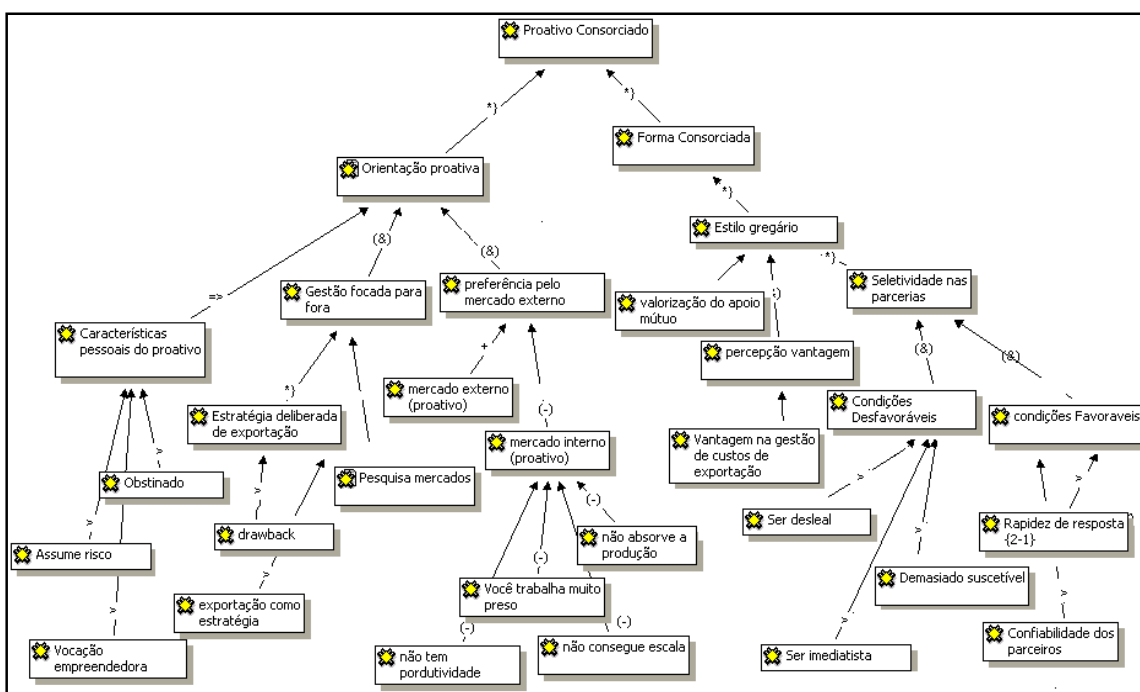 Proativo Consorciado
*}
*}
Forma Consorciada
Orientação proativa
*}
Estilo gregário
(&)
(&)
*}
Seletividade nas
parcerias
=>
Gestão focada para
fora
preferência pelo
mercado externo
valorização do apoio
mútuo
Características
pessoais do proativo
+
percepção vantagem
(&)
(&)
*}
mercado externo
(proativo)
Condições
Desfavoráveis
condições Favoraveis
Estratégia deliberada
de exportação
(-)
mercado interno
(proativo)
Vantagem na gestão
de custos de
exportação
Obstinado
Pesquisa mercados
(-)
Ser desleal
Rapidez de resposta
{2-1}
drawback
não absorve a
produção
Assume risco
(-)
Demasiado suscetível
Você trabalha muito
preso
exportação como
estratégia
Confiabilidade dos
parceiros
Vocação
empreendedora
(-)
(-)
não tem
pordutividade
não consegue escala
Ser imediatista